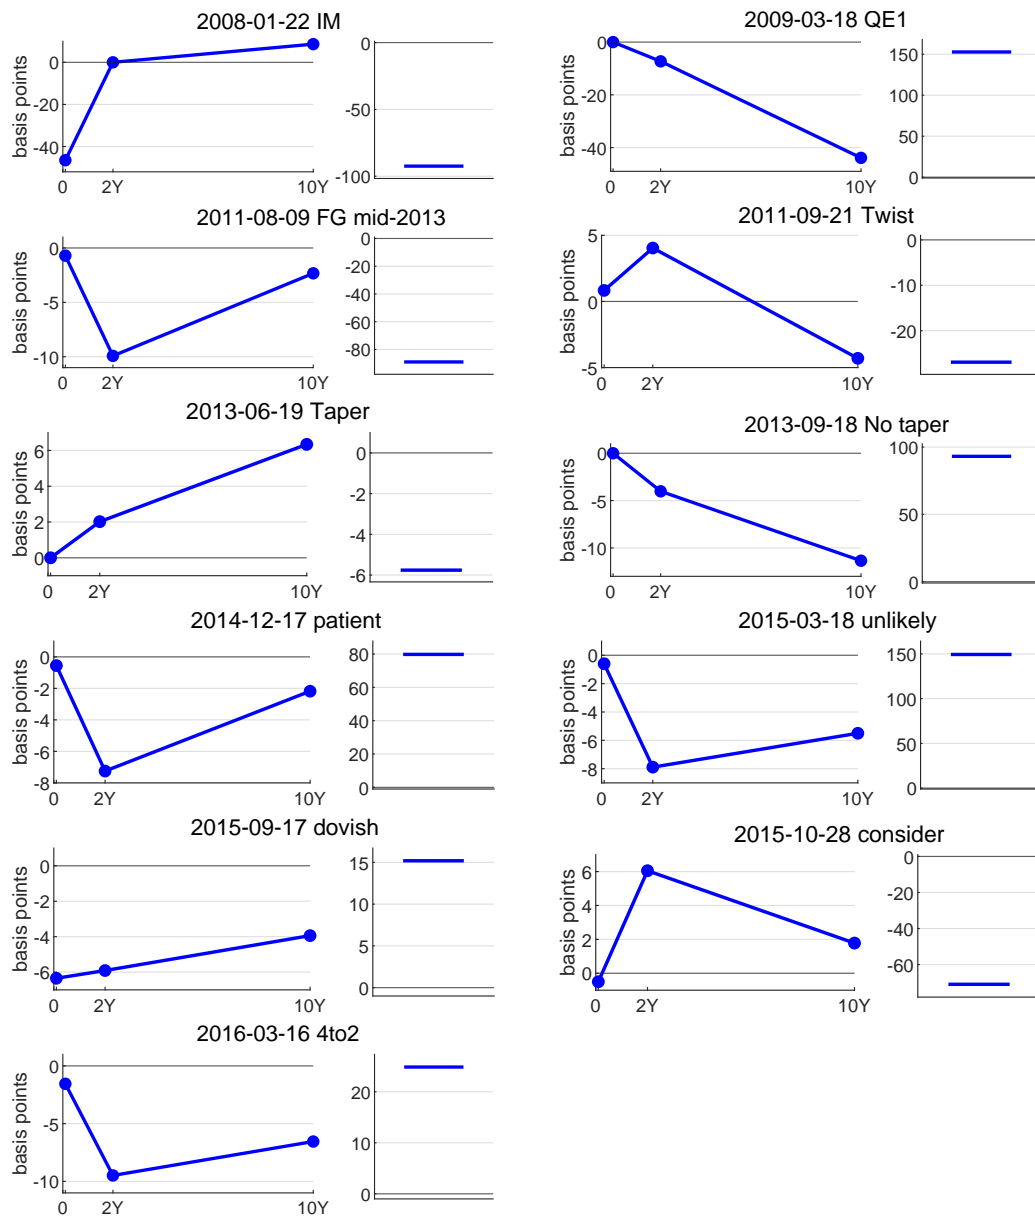 2008-01-22 IM
basis points
0
-20
-40
0
2Y
10Y
0
-50
-100
2009-03-18 QE1
basis points
0
-20
-40
0
2Y
10Y
150
100
50
0
2011-08-09 FG mid-2013
basis points
0
-5
-10
0
2Y
10Y
0
-20
-40
-60
-80
2011-09-21 Twist
basis points
5
0
-5
0
2Y
10Y
0
-10
-20
2013-06-19 Taper
basis points
6
4
2
0
0
2Y
10Y
0
-2
-4
-6
2013-09-18 No taper
basis points
0
-5
-10
0
2Y
10Y
100
50
0
2014-12-17 patient
basis points
0
-2
-4
-6
-8
0
2Y
10Y
80
60
40
20
0
2015-03-18 unlikely
basis points
0
-2
-4
-6
-8
0
2Y
10Y
150
100
50
0
2015-09-17 dovish
basis points
0
-2
-4
-6
0
2Y
10Y
15
10
5
0
2015-10-28 consider
basis points
6
4
2
0
0
2Y
10Y
0
-20
-40
-60
2016-03-16 4to2
basis points
0
-5
-10
0
2Y
10Y
20
10
0